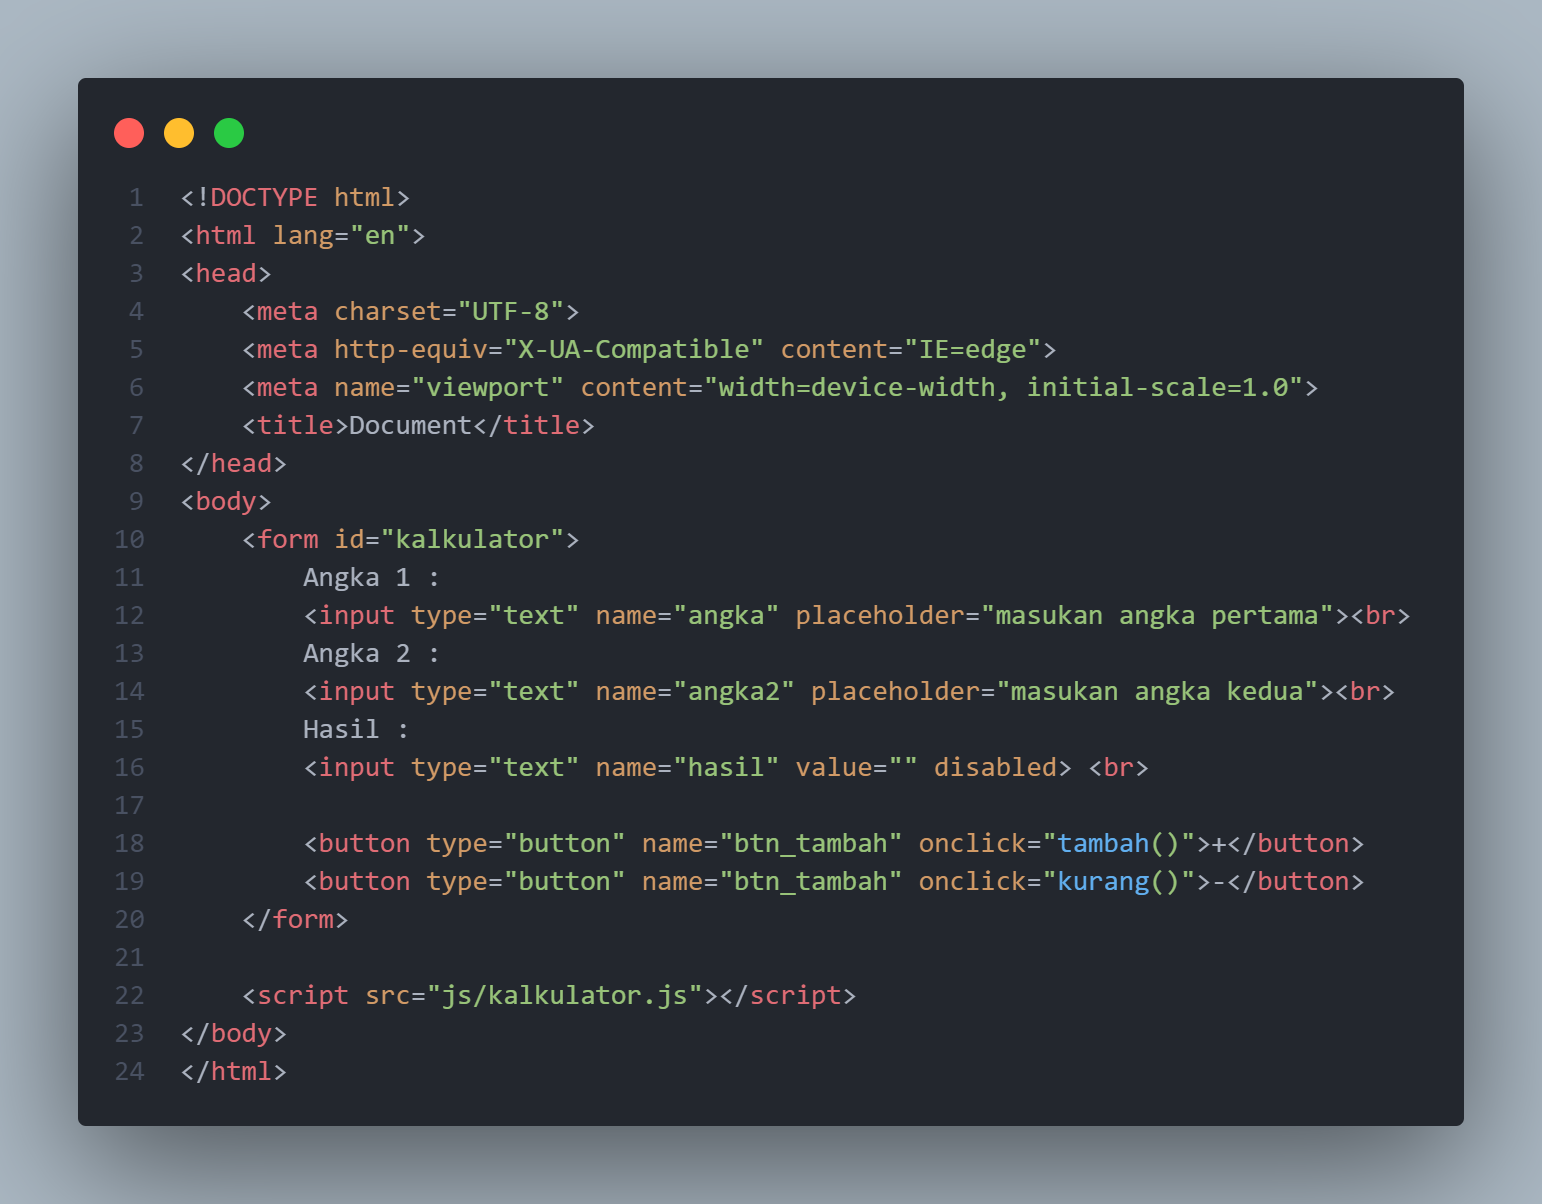 1 <!DOCTYPE html>
2 <html lang="en">
3 <head>
4     <meta charset="UTF-8">
5     <meta http-equiv="X-UA-Compatible" content="IE=edge">
6     <meta name="viewport" content="width=device-width, initial-scale=1.0">
7     <title>Document</title>
8 </head>
9 <body>
10     <form id="kalkulator">
11         Angka 1 :
12         <input type="text" name="angka" placeholder="masukan angka pertama"><br>
13         Angka 2 :
14         <input type="text" name="angka2" placeholder="masukan angka kedua"><br>
15         Hasil :
16         <input type="text" name="hasil" value="" disabled> <br>
17
18         <button type="button" name="btn_tambah" onclick="tambah()">+</button>
19         <button type="button" name="btn_tambah" onclick="kurang()">-</button>
20     </form>
21
22     <script src="js/kalkulator.js"></script>
23 </body>
24 </html>